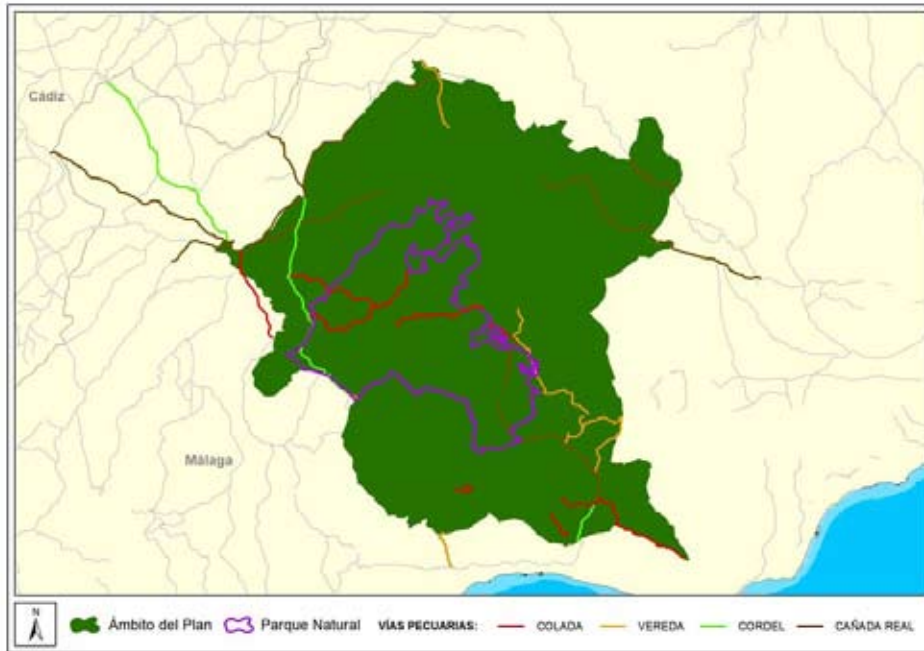 Cádiz
Málaga
N
Ámbito del Plan
Parque Natural
VÍAS PECUARIAS:
COLADA
VEREDA
CORDEL
CAÑADA REAL